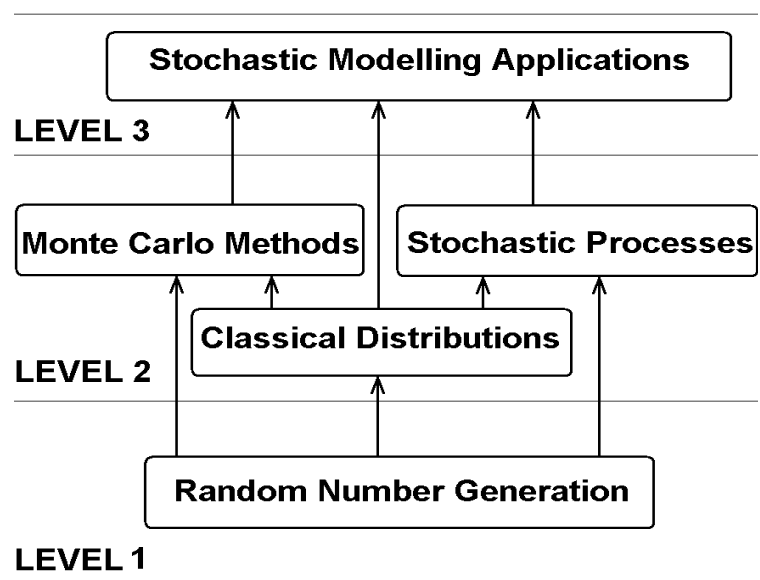 Stochastic Modelling Applications
LEVEL 3
Monte Carlo Methods
Stochastic Processes
Classical Distributions
LEVEL 2
Random Number Generation
LEVEL 1